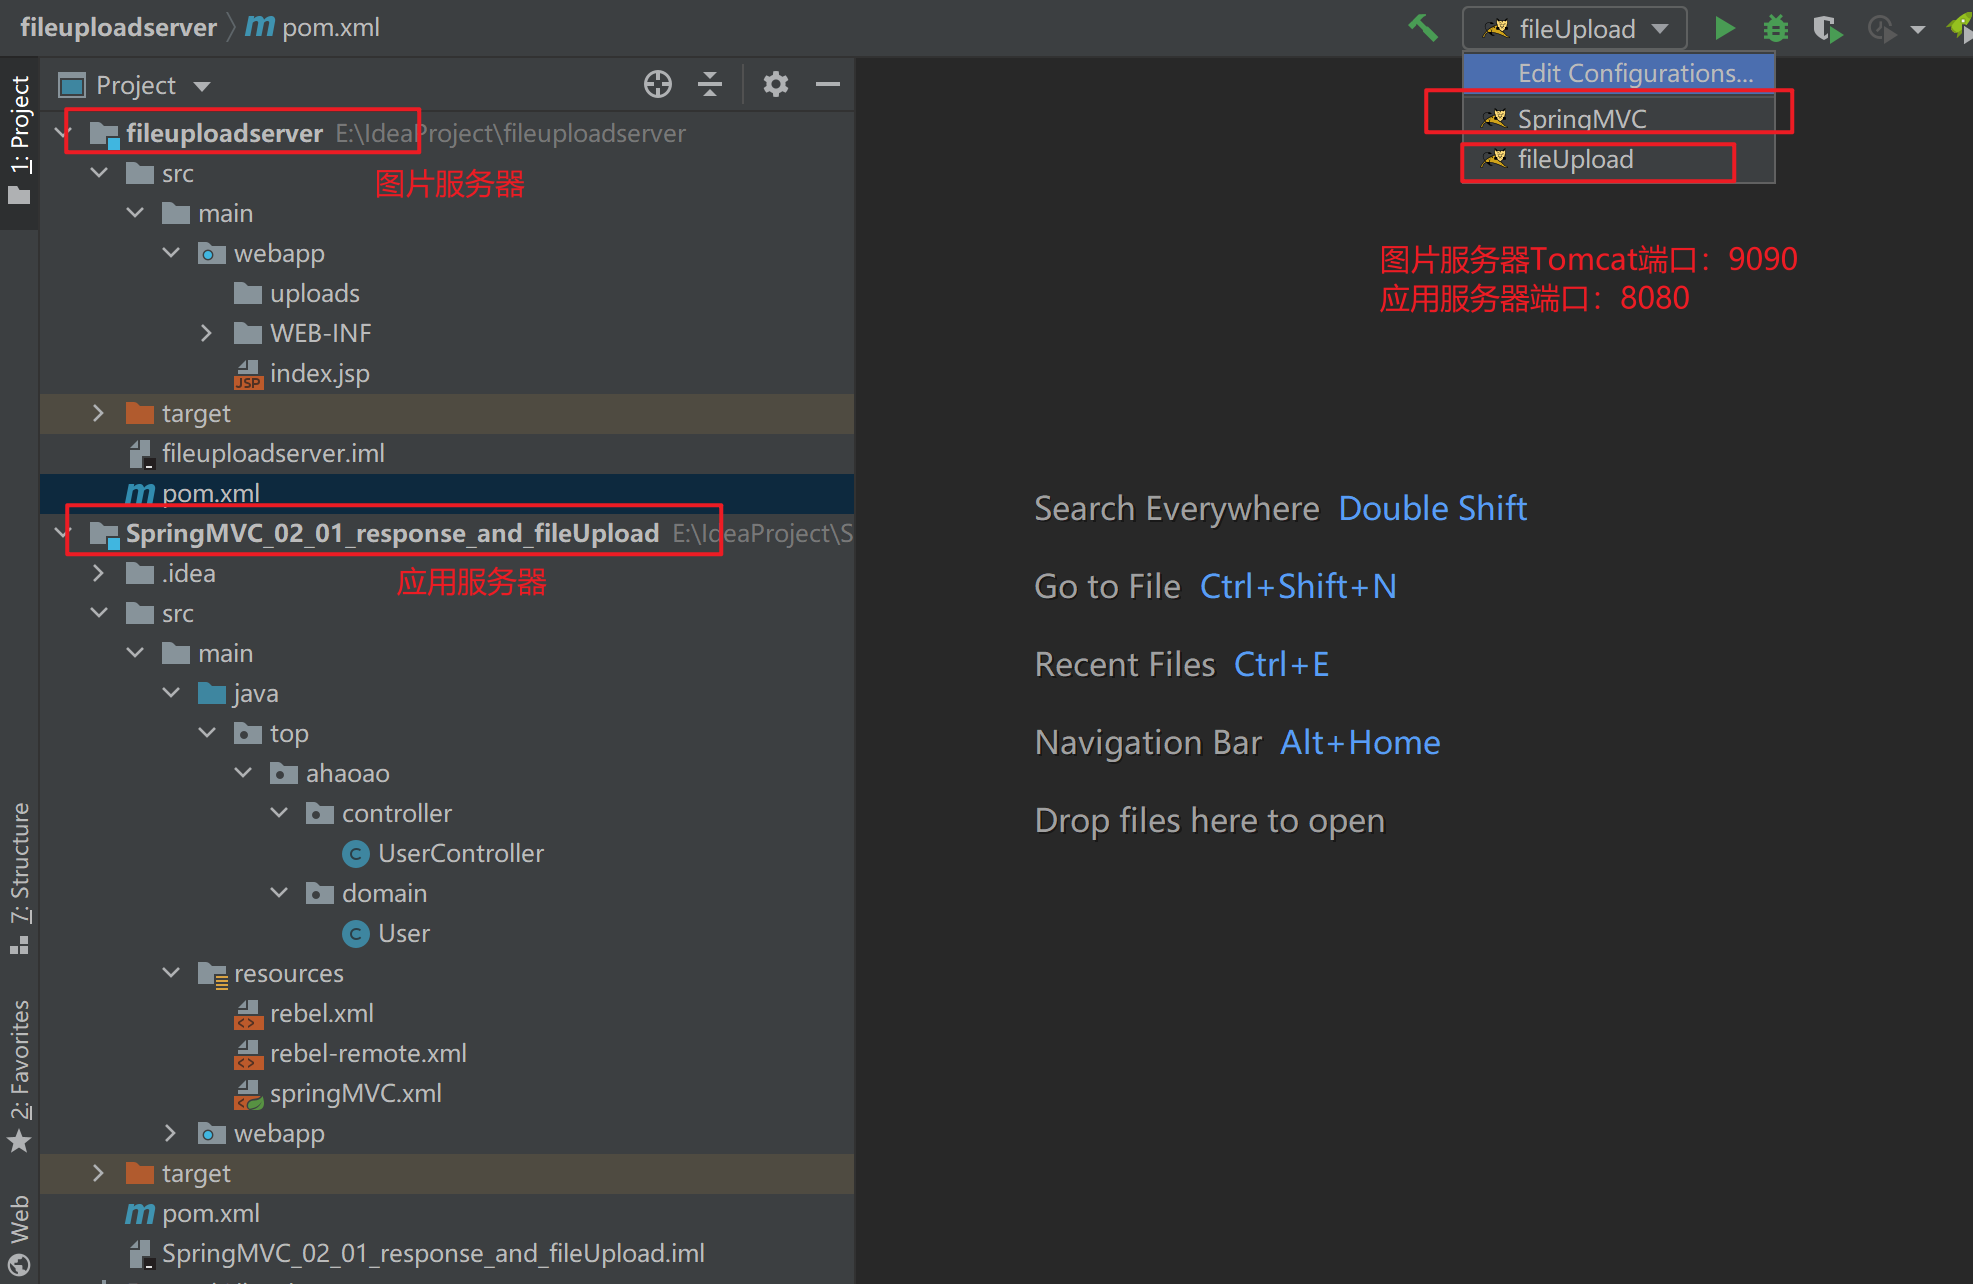 fileuploadserver
pom.xml
fileUpload
Edit Configurations...
SpringMVC
fileUpload
图片服务器Tomcat端口：9090
应用服务器端口：8080
1: Project
7: Structure
2: Favorites
Web
Project
fileuploadserver E:\IdeaProject\fileuploadserver
src
图片服务器
main
webapp
uploads
WEB-INF
index.jsp
target
fileuploadserver.iml
pom.xml
SpringMVC_02_01_response_and_fileUpload E:\IdeaProject\S
.idea
应用服务器
src
main
java
top
ahaoao
controller
UserController
domain
User
resources
rebel.xml
rebel-remote.xml
springMVC.xml
webapp
target
pom.xml
SpringMVC_02_01_response_and_fileUpload.iml
Search Everywhere Double Shift
Go to File Ctrl+Shift+N
Recent Files Ctrl+E
Navigation Bar Alt+Home
Drop files here to open